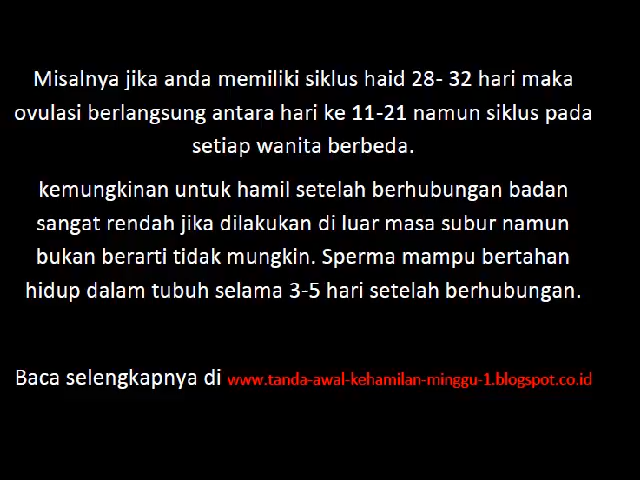 Misalnya jika anda memiliki siklus haid 28- 32 hari maka
ovulasi berlangsung antara hari ke 11-21 namun siklus pada
setiap wanita berbeda.
kemungkinan untuk hamil setelah berhubungan badan
sangat rendah jika dilakukan di luar masa subur namun
bukan berarti tidak mungkin. Sperma mampu bertahan
hidup dalam tubuh selama 3-5 hari setelah berhubungan.
Baca selengkapnya di www.tanda-awal-kehamilan-minggu-1.blogspot.co.id